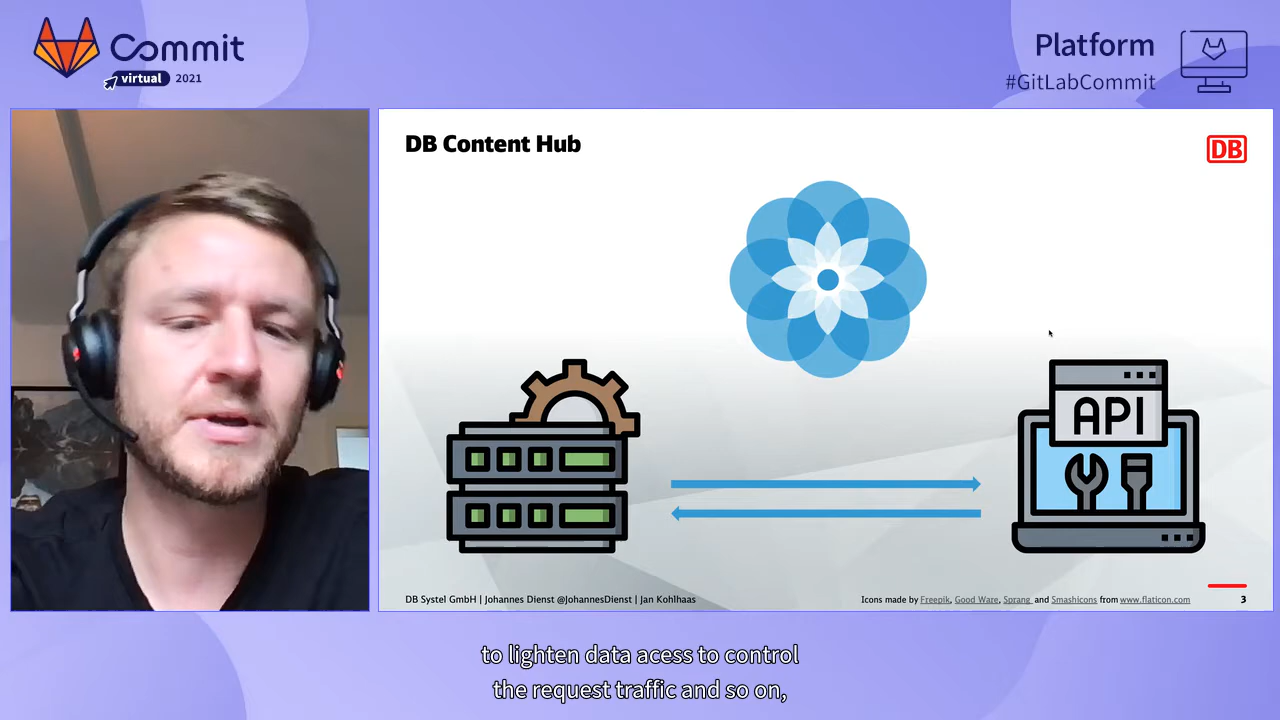 Commit
virtual 2021
Platform
#GitLabCommit
DB Content Hub
DB
API
DB Systel GmbH | Johannes Dienst @JohannesDienst | Jan Kohlhaas
Icons made by Freepik, Good Ware, Sprang and Smashicons from www.flaticon.com
3
to lighten data acess to control
the request traffic and so on,